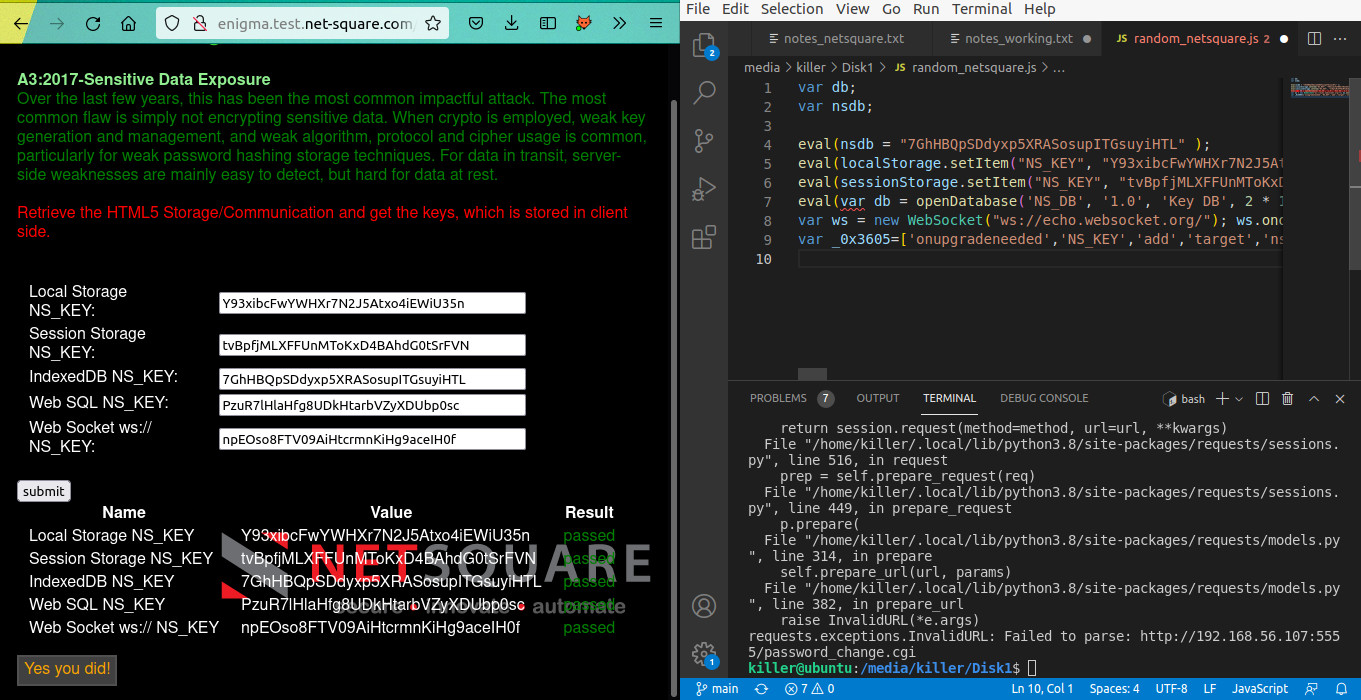 enigma.test.net-square.com
A3:2017-Sensitive Data Exposure
Over the last few years, this has been the most common impactful attack. The most
common flaw is simply not encrypting sensitive data. When crypto is employed, weak key
generation and management, and weak algorithm, protocol and cipher usage is common,
particularly for weak password hashing storage techniques. For data in transit, server-
side weaknesses are mainly easy to detect, but hard for data at rest.
Retrieve the HTML5 Storage/Communication and get the keys, which is stored in client
side.
Local Storage
NS_KEY:
Y93xibcFwYWHXr7N2J5Atxo4iEWiU35n
Session Storage
NS_KEY:
tvBpfjMLXFFUnMToKxD4BAhdG0tSrFVN
IndexedDB NS_KEY:
7GhHBQpSDdyxp5XRASosupITGsuyiHTL
Web SQL NS_KEY:
PzuR7lHlaHfg8UDkHtarbVZyXDUbp0sc
Web Socket ws://
NS_KEY:
npEOso8FTV09AiHtcrmnKiHg9aceIH0f
submit
Name Value Result
Local Storage NS_KEY Y93xibcFwYWHXr7N2J5Atxo4iEWiU35n passed
Session Storage NS_KEY tvBpfjMLXFFUnMToKxD4BAhdG0tSrFVN passed
IndexedDB NS_KEY 7GhHBQpSDdyxp5XRASosupITGsuyiHTL passed
Web SQL NS_KEY PzuR7lHlaHfg8UDkHtarbVZyXDUbp0sc passed
Web Socket ws:// NS_KEY npEOso8FTV09AiHtcrmnKiHg9aceIH0f passed
NETSQUARE
automate
Yes you did!
File Edit Selection View Go Run Terminal Help
notes_netsquare.txt notes_working.txt JS random_netsquare.js 2
media > killer > Disk1 > JS random_netsquare.js > ...
1 var db;
2 var nsdb;
3
4 eval(nsdb = "7GhHBQpSDdyxp5XRASosupITGsuyiHTL" );
5 eval(localStorage.setItem("NS_KEY", "Y93xibcFwYWHXr7N2J5At
6 eval(sessionStorage.setItem("NS_KEY", "tvBpfjMLXFFUnMToKxD
7 eval(var db = openDatabase('NS_DB', '1.0', 'Key DB', 2 * 1
8 var ws = new WebSocket("ws://echo.websocket.org/"); ws.ono
9 var _0x3605=['onupgradeneeded','NS_KEY','add','target','ns
10
2
PROBLEMS 7 OUTPUT TERMINAL DEBUG CONSOLE bash
return session.request(method=method, url=url, **kwargs)
File "/home/killer/.local/lib/python3.8/site-packages/requests/sessions.
py", line 516, in request
prep = self.prepare_request(req)
File "/home/killer/.local/lib/python3.8/site-packages/requests/sessions.
py", line 449, in prepare_request
p.prepare(
File "/home/killer/.local/lib/python3.8/site-packages/requests/models.py
", line 314, in prepare
self.prepare_url(url, params)
File "/home/killer/.local/lib/python3.8/site-packages/requests/models.py
", line 382, in prepare_url
raise InvalidURL(*e.args)
requests.exceptions.InvalidURL: Failed to parse: http://192.168.56.107:555
5/password_change.cgi
killer@ubuntu:/media/killer/Disk1$
1
main 7 0 Ln 10, Col 1 Spaces: 4 UTF-8 LF JavaScript